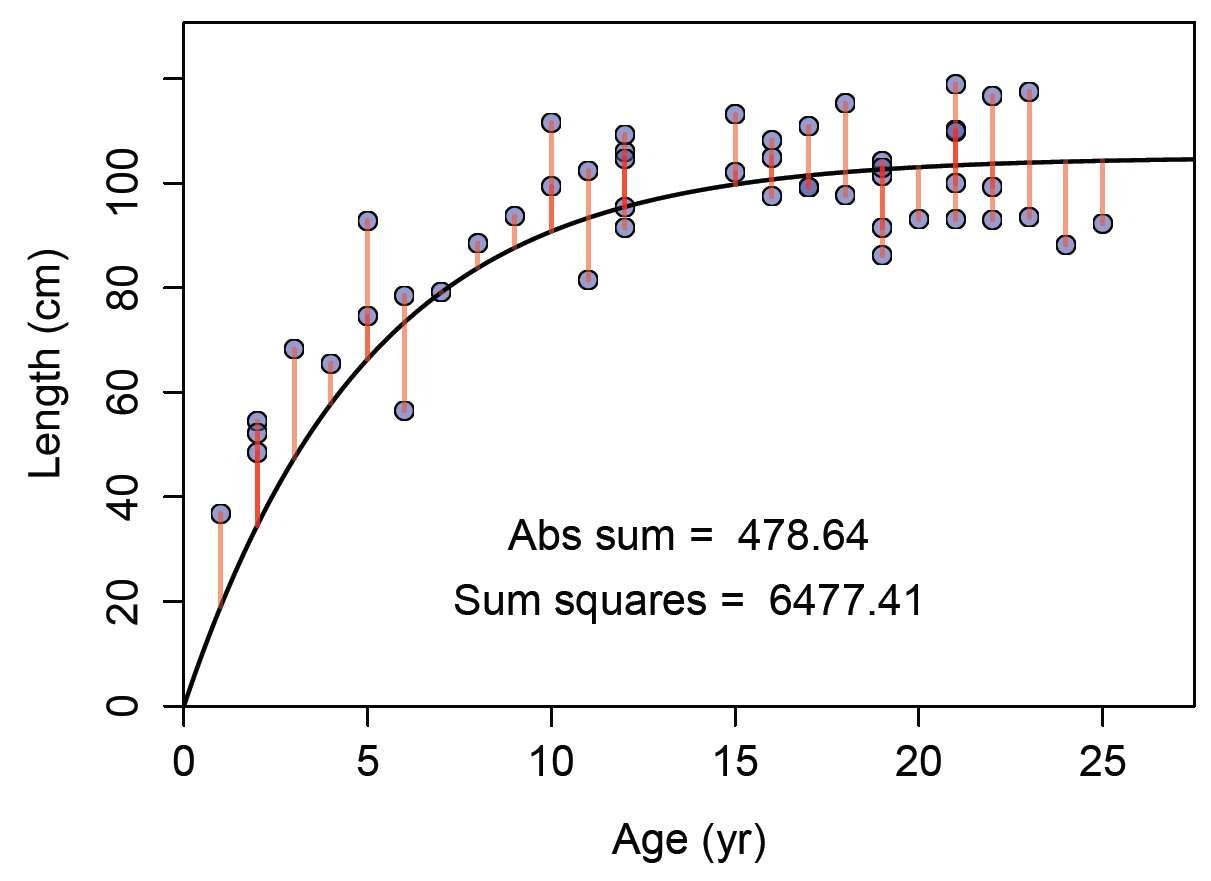 Length (cm)
100
80
60
40
20
0
Abs sum = 478.64
Sum squares = 6477.41
0 5 10 15 20 25
Age (yr)